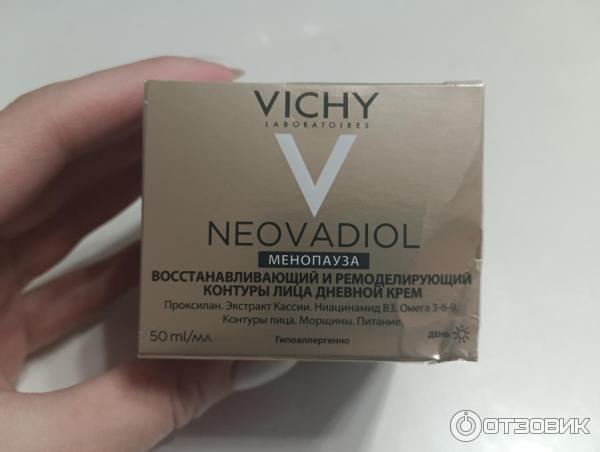 VICHY
LABORATOIRES
V
NEOVADIOL
МЕНОПАУЗА
ВОССТАНАВЛИВАЮЩИЙ И РЕМОДЕЛИРУЮЩИЙ
КОНТУРЫ ЛИЦА ДНЕВНОЙ КРЕМ
Проксилан. Экстракт Кассии. Ниацинамид B3. Омега 3-6-9.
Контуры лица. Морщины. Питание.
50 ml/мл
ДЕНЬ
Гипоаллергенно
ОТЗОВИК